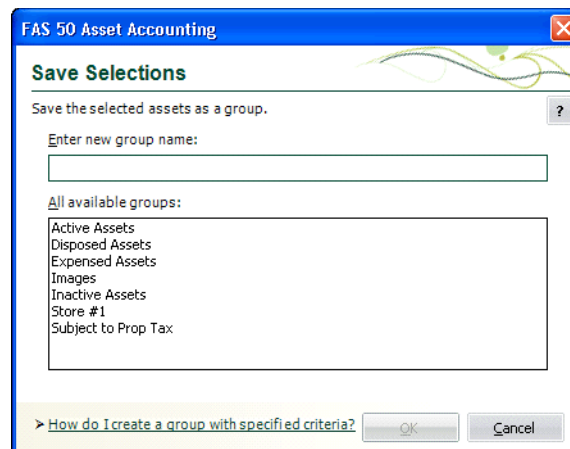 FAS 50 Asset Accounting
Save Selections
Save the selected assets as a group.
?
Enter new group name:
All available groups:
Active Assets
Disposed Assets
Expensed Assets
Images
Inactive Assets
Store #1
Subject to Prop Tax
➤ How do I create a group with specified criteria?
OK
Cancel